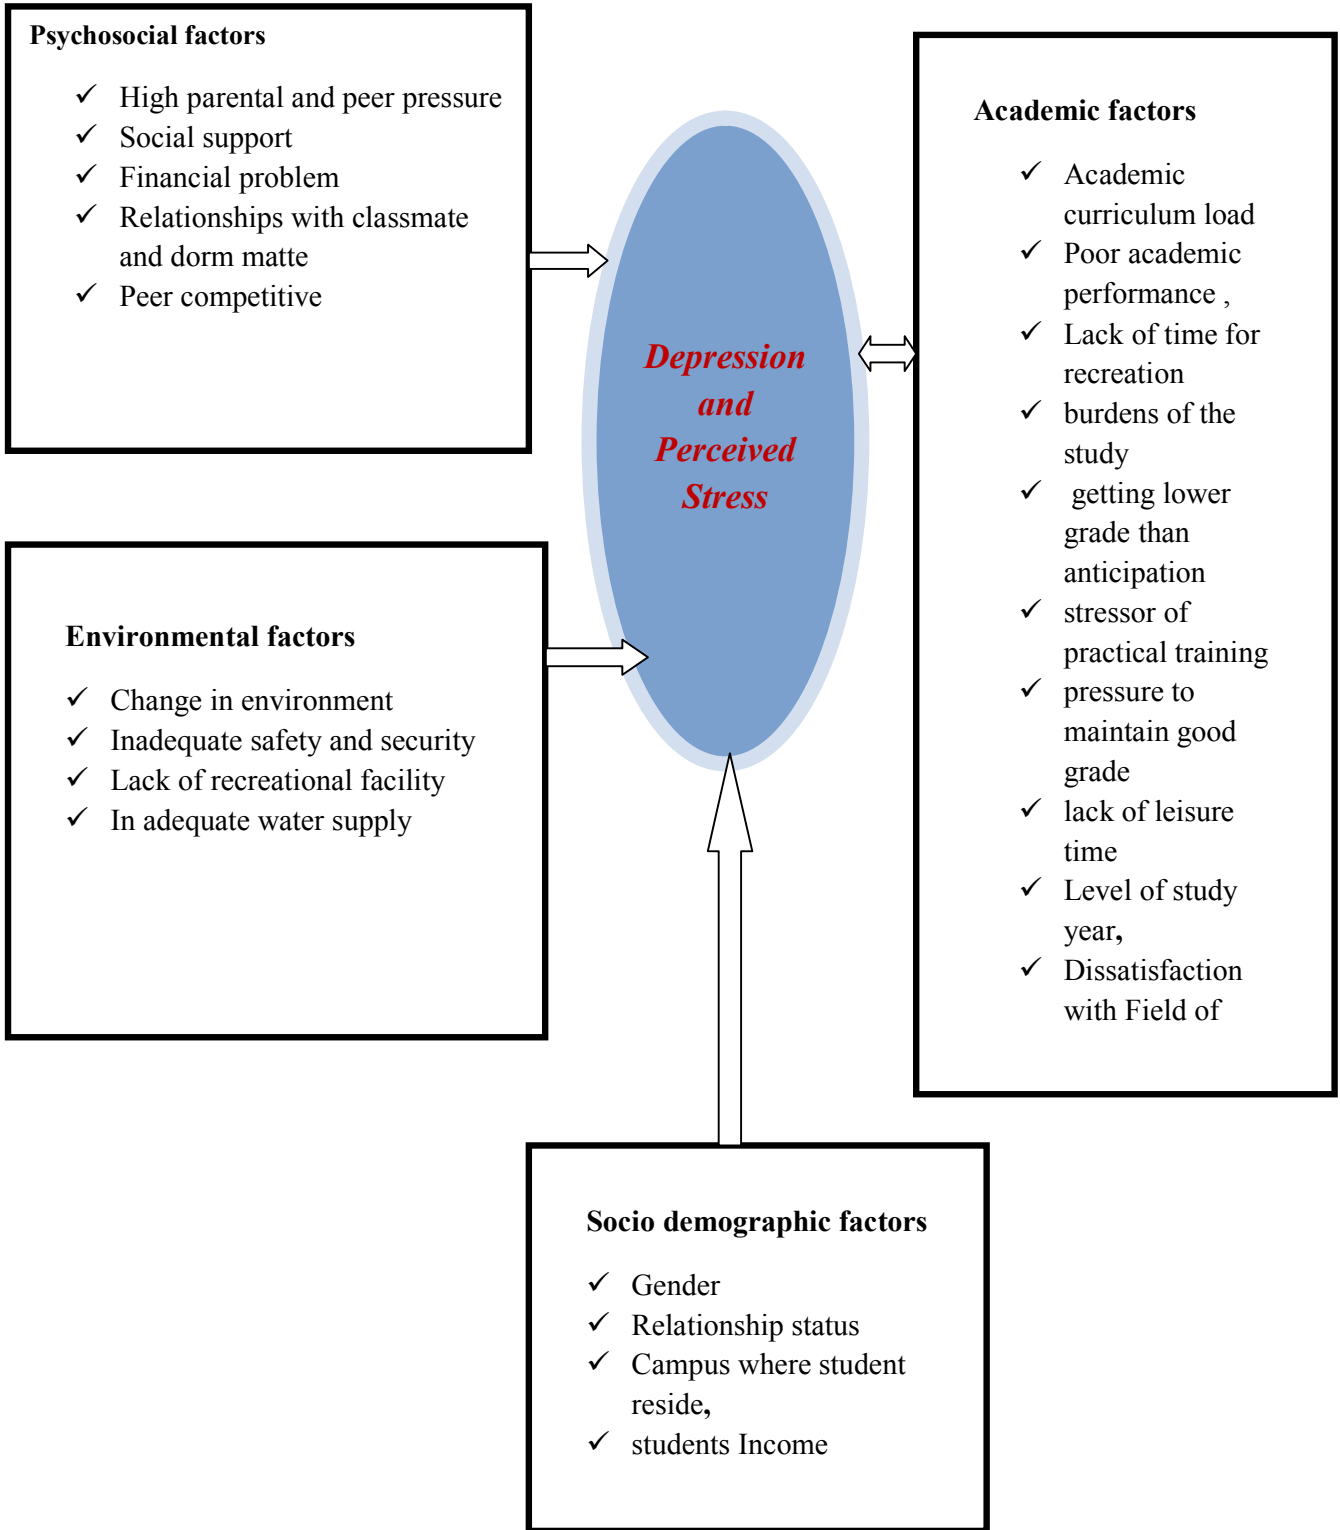 Psychosocial factors
✓ High parental and peer pressure
✓ Social support
✓ Financial problem
✓ Relationships with classmate
and dorm matte
✓ Peer competitive
Depression
and
Perceived
Stress
Academic factors
✓ Academic
curriculum load
✓ Poor academic
performance ,
✓ Lack of time for
recreation
✓ burdens of the
study
✓ getting lower
grade than
anticipation
✓ stressor of
practical training
✓ pressure to
maintain good
grade
✓ lack of leisure
time
✓ Level of study
year,
✓ Dissatisfaction
with Field of
Environmental factors
✓ Change in environment
✓ Inadequate safety and security
✓ Lack of recreational facility
✓ In adequate water supply
Socio demographic factors
✓ Gender
✓ Relationship status
✓ Campus where student
reside,
✓ students Income